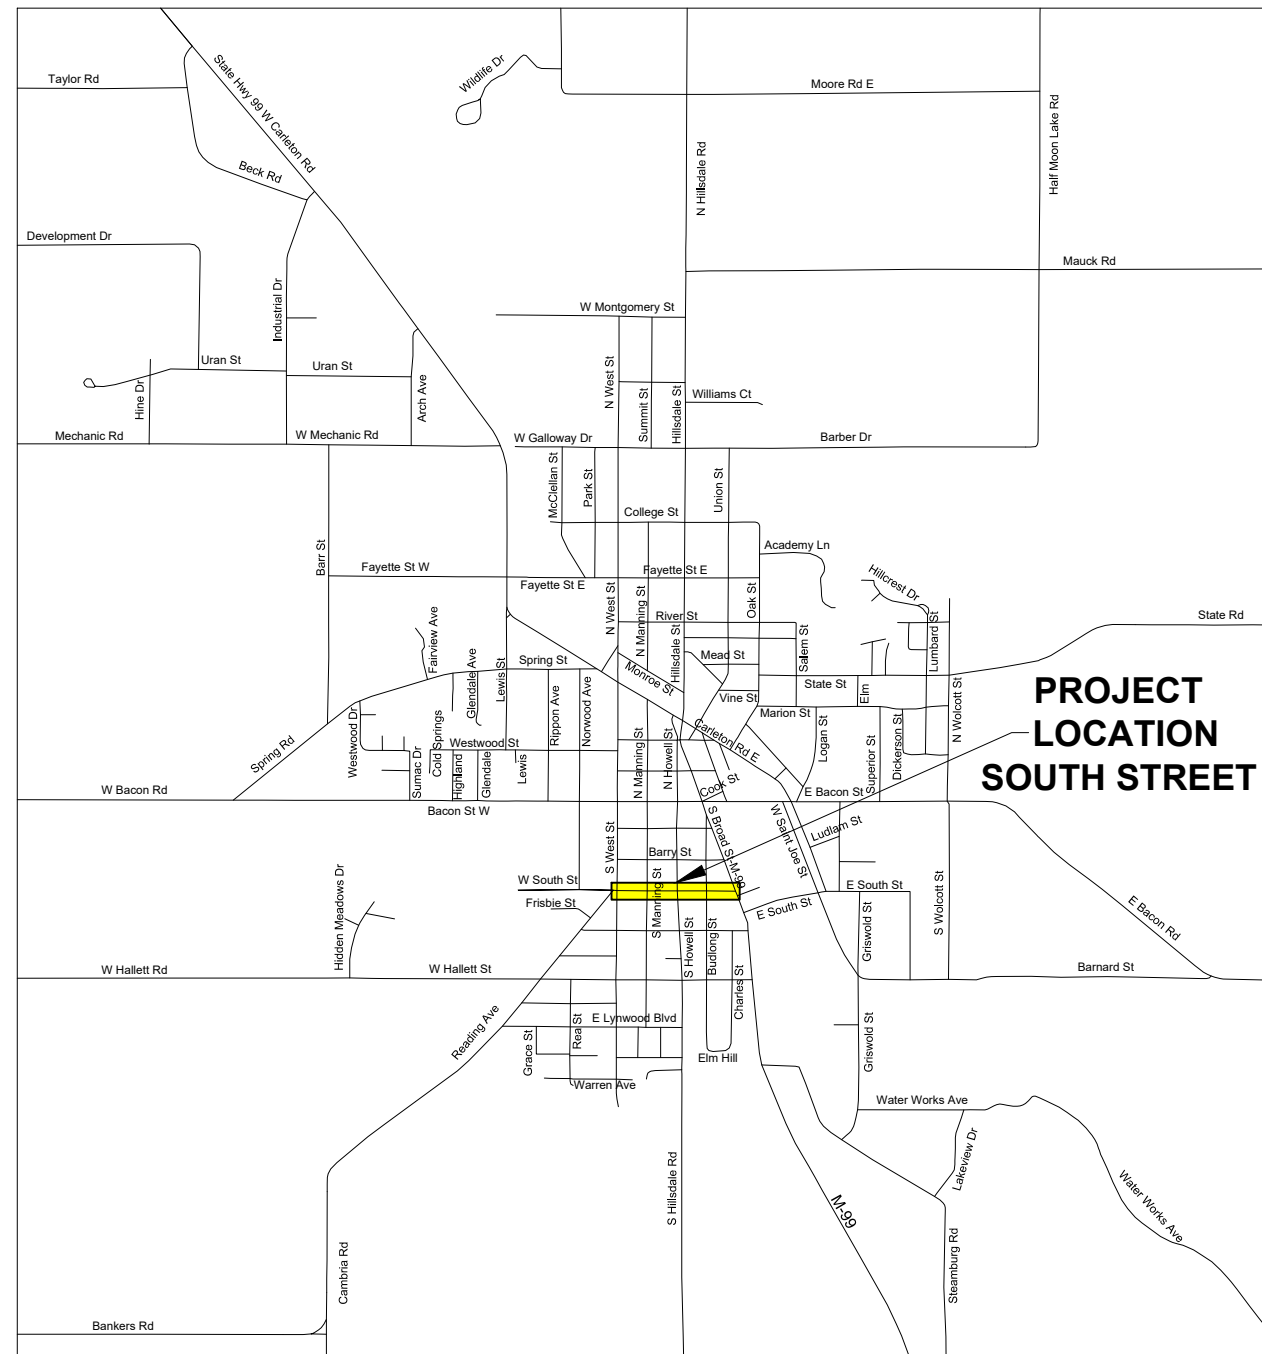 Taylor Rd
State Hwy 99 W Carleton Rd
Wildlife Dr
Moore Rd E
Half Moon Lake Rd
Beck Rd
N Hillsdale Rd
Development Dr
Mauck Rd
Industrial Dr
W Montgomery St
Uran St
Uran St
Hine Dr
Arch Ave
N West St
Summit St
Hillsdale St
Williams Ct
Mechanic Rd
W Mechanic Rd
W Galloway Dr
Barber Dr
McClellan St
Park St
Union St
College St
Barr St
Academy Ln
Fayette St W
Fayette St E
Fayette St E
Hillcrest Dr
N West St
N Manning St
Oak St
River St
State Rd
Fairview Ave
Hillsdale St
Salem St
Lumbard St
Spring St
Monroe St
Mead St
Glendale Ave
Lewis St
Rippon Ave
Norwood Ave
State St
Elm
N Wolcott St
Vine St
Marion St
PROJECT
LOCATION
SOUTH STREET
Westwood Dr
Spring Rd
Sumac Dr
Cold Springs
Westwood St
Highland
Glendale
Lewis
N Manning St
N Howell St
Carleton Rd E
Logan St
Superior St
Dickerson St
Cook St
W Bacon Rd
Bacon St W
E Bacon St
S West St
S Broad St-M-99
W Saint Joe St
Ludlam St
Barry St
W South St
S Manning St
E South St
Frisbie St
E South St
Hidden Meadows Dr
Griswold St
S Wolcott St
E Bacon Rd
S Howell St
Budlong St
W Hallett Rd
W Hallett St
Charles St
Barnard St
Reading Ave
Grace St
Rea St
E Lynwood Blvd
Elm Hill
Warren Ave
Griswold St
Water Works Ave
Lakeview Dr
Water Works Ave
S Hillsdale Rd
M-99
Cambria Rd
Steamburg Rd
Bankers Rd